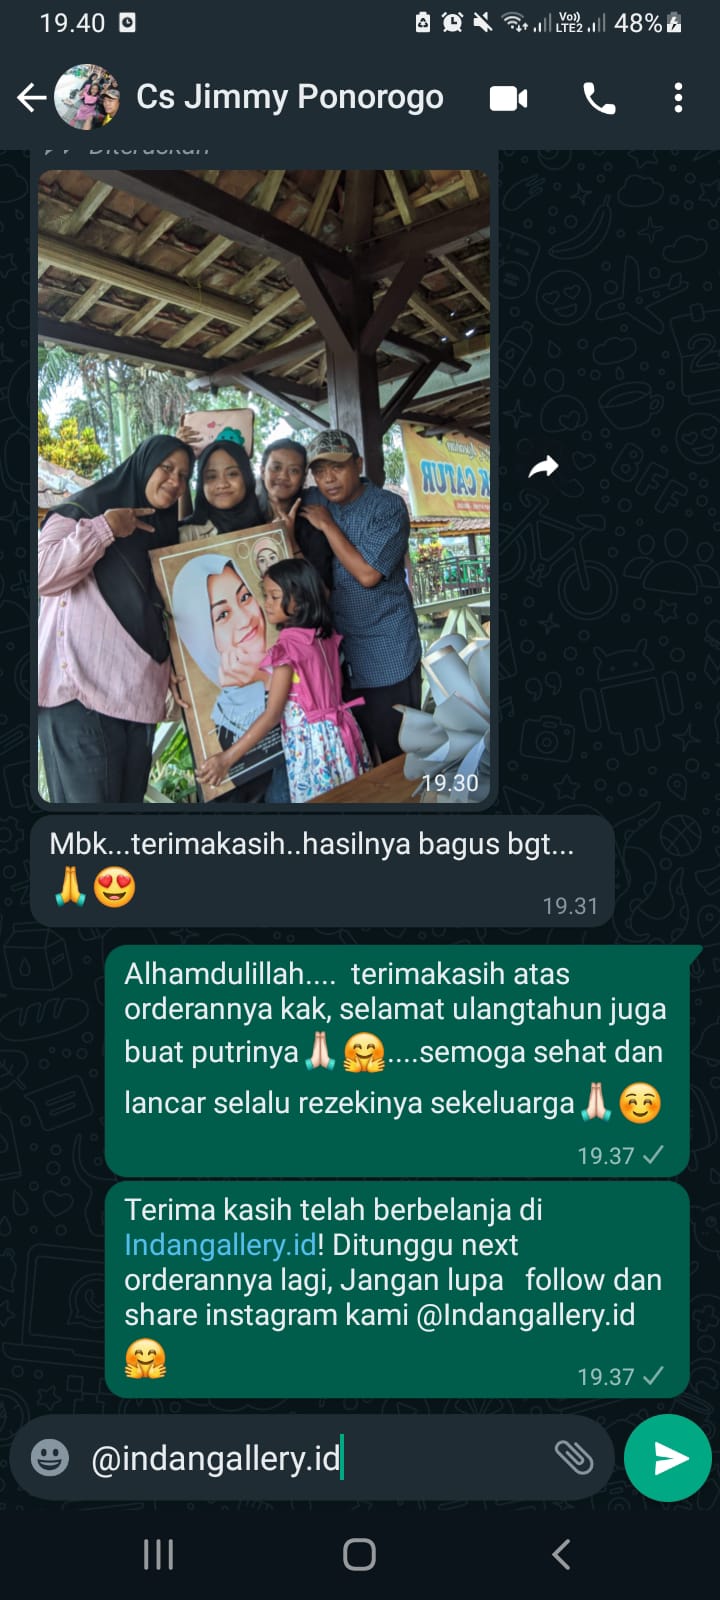 19.40
Vo))
LTE2
48%
Cs Jimmy Ponorogo
Diteruskan
19.30
Mbk...terimakasih..hasilnya bagus bgt...
🙏😍
19.31
Alhamdulillah.... terimakasih atas
orderannya kak, selamat ulangtahun juga
buat putrinya🙏🏻🤗....semoga sehat dan
lancar selalu rezekinya sekeluarga🙏🏻☺️
19.37
Terima kasih telah berbelanja di
Indangallery.id! Ditunggu next
orderannya lagi, Jangan lupa follow dan
share instagram kami @Indangallery.id
🤗
19.37
@indangallery.id